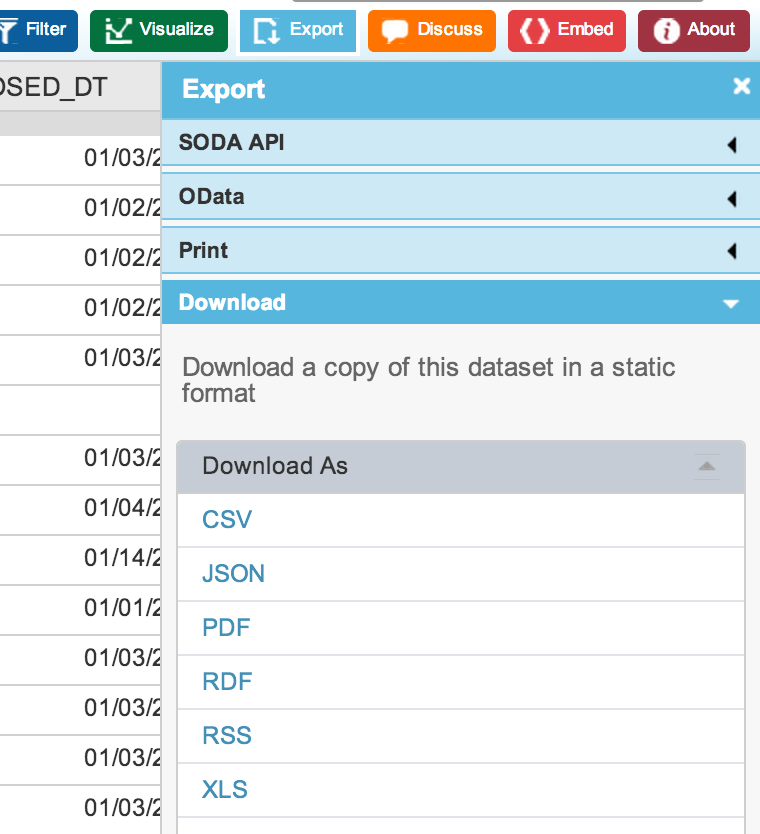 Filter
Visualize
Export
Discuss
Embed
About
OSED_DT
Export
SODA API
OData
Print
Download
Download a copy of this dataset in a static
format
Download As
CSV
JSON
PDF
RDF
RSS
XLS
01/03/2
01/02/2
01/02/2
01/02/2
01/03/2
01/03/2
01/04/2
01/14/2
01/01/2
01/03/2
01/03/2
01/03/2
01/03/2